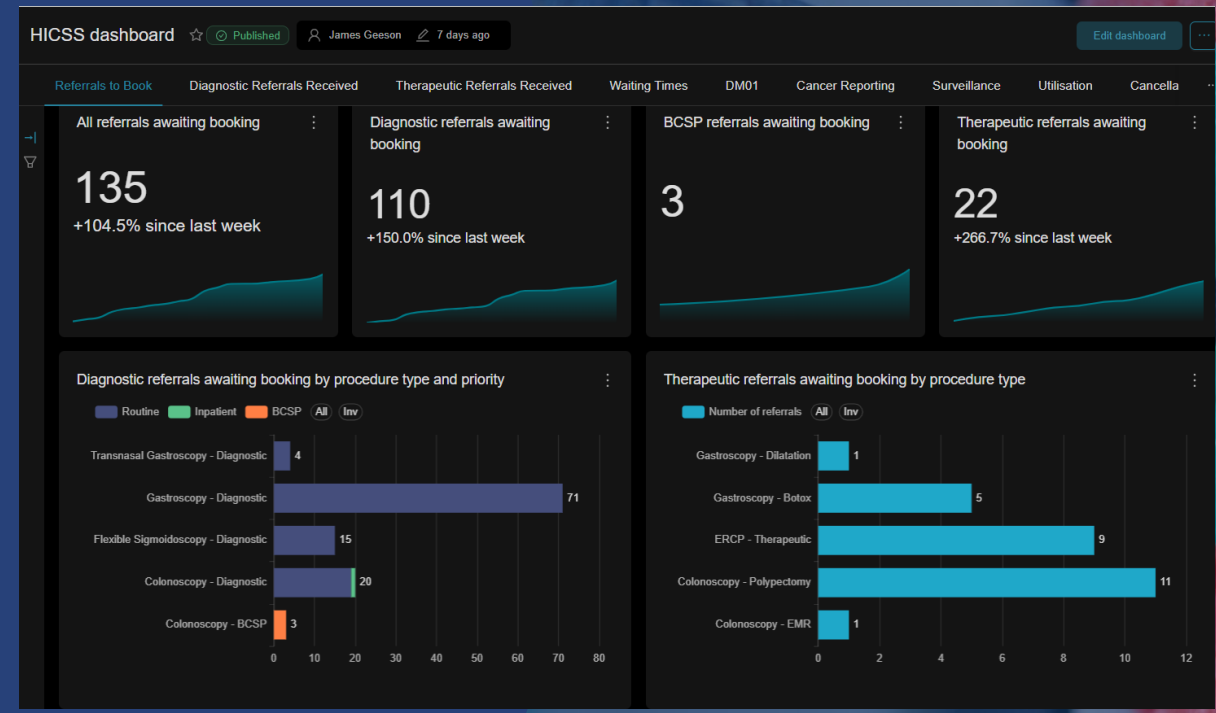 HICSS dashboard Published James Geeson 7 days ago Edit dashboard
Referrals to Book Diagnostic Referrals Received Therapeutic Referrals Received Waiting Times DM01 Cancer Reporting Surveillance Utilisation Cancella
All referrals awaiting booking
135
+104.5% since last week
Diagnostic referrals awaiting
booking
110
+150.0% since last week
BCSP referrals awaiting booking
3
Therapeutic referrals awaiting
booking
22
+266.7% since last week
Diagnostic referrals awaiting booking by procedure type and priority
Routine Inpatient BCSP All Inv
Transnasal Gastroscopy - Diagnostic 4
Gastroscopy - Diagnostic 71
Flexible Sigmoidoscopy - Diagnostic 15
Colonoscopy - Diagnostic 20
Colonoscopy - BCSP 3
0 10 20 30 40 50 60 70 80
Therapeutic referrals awaiting booking by procedure type
Number of referrals All Inv
Gastroscopy - Dilatation 1
Gastroscopy - Botox 5
ERCP - Therapeutic 9
Colonoscopy - Polypectomy 11
Colonoscopy - EMR 1
0 2 4 6 8 10 12